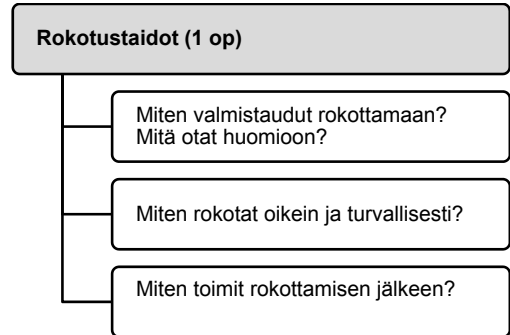 Rokotustaidot (1 op)
Miten valmistaudut rokottamaan?
Mitä otat huomioon?
Miten rokotat oikein ja turvallisesti?
Miten toimit rokottamisen jälkeen?